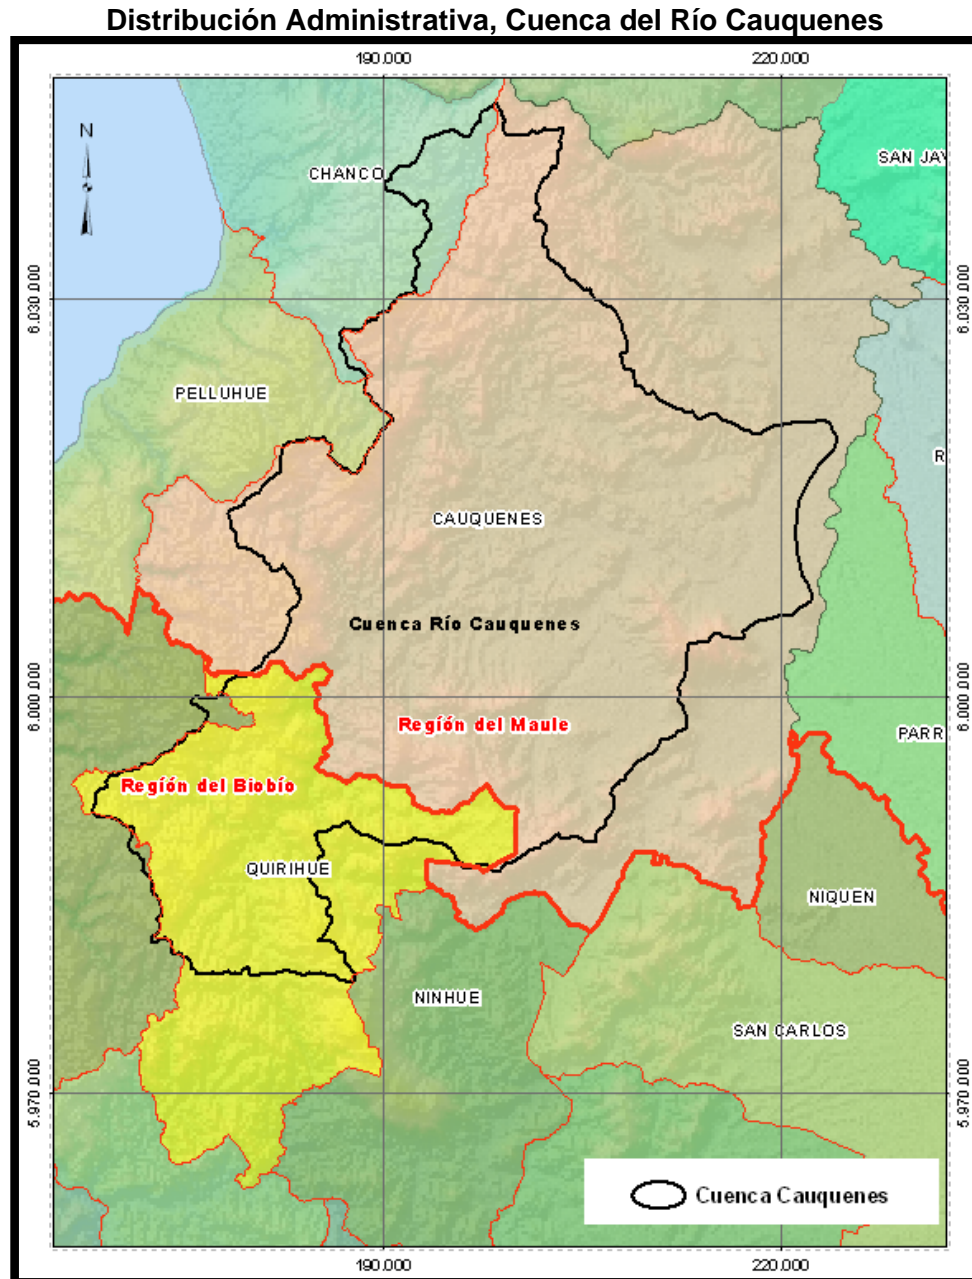 Distribución Administrativa, Cuenca del Río Cauquenes
190.000 220.000
N
SAN JAV
CHANCO
6.030.000 6.030.000
PELLUHUE
R
CAUQUENES
Cuenca Río Cauquenes
6.000.000 6.000.000
Regíón del Maule
PARR
Regíón del Biobío
QUIRIHUE
NIQUEN
NINHUE
SAN CARLOS
5.970.000 5.970.000
Cuenca Cauquenes
190.000 220.000